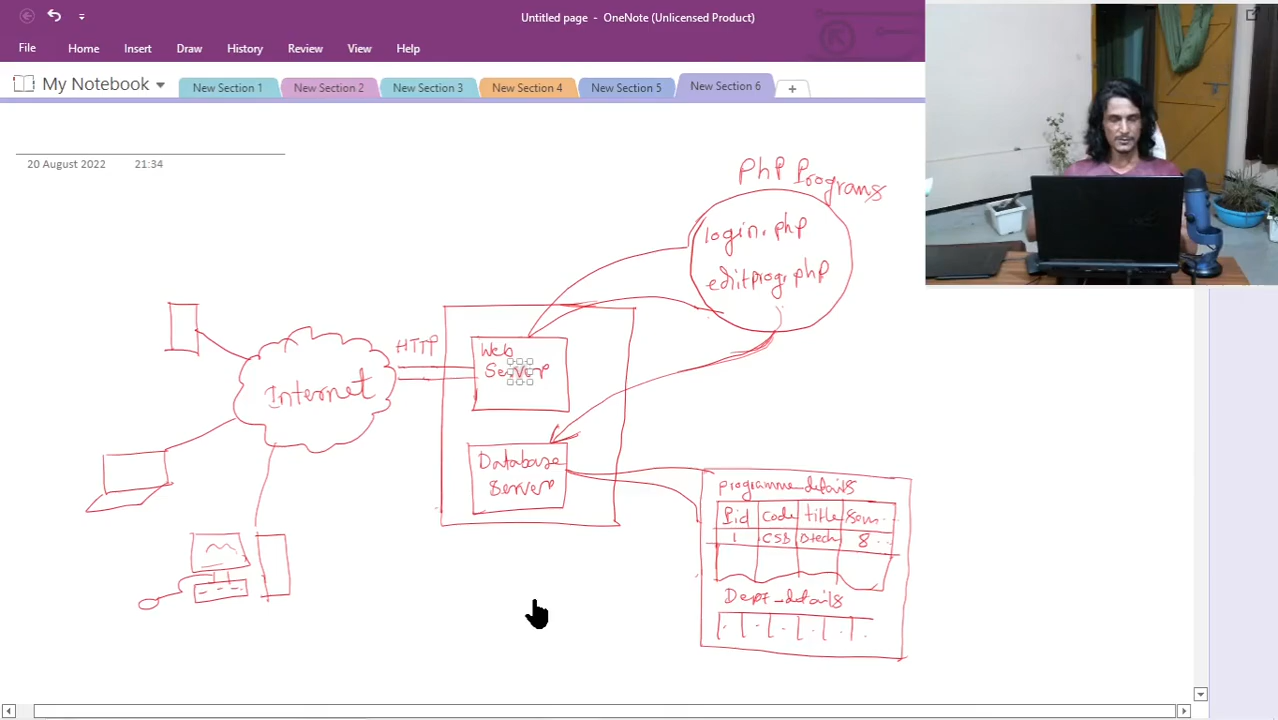 Untitled page - OneNote (Unlicensed Product)
File Home Insert Draw History Review View Help
My Notebook New Section 1 New Section 2 New Section 3 New Section 4 New Section 5 New Section 6 +
20 August 2022 21:34
PhP Programs
login.php
editprog.php
HTTP
Web
Server
Internet
Database
Server
programme_details
Pid Code title sem..
1 CSB Btech 8 ..
Dept_details